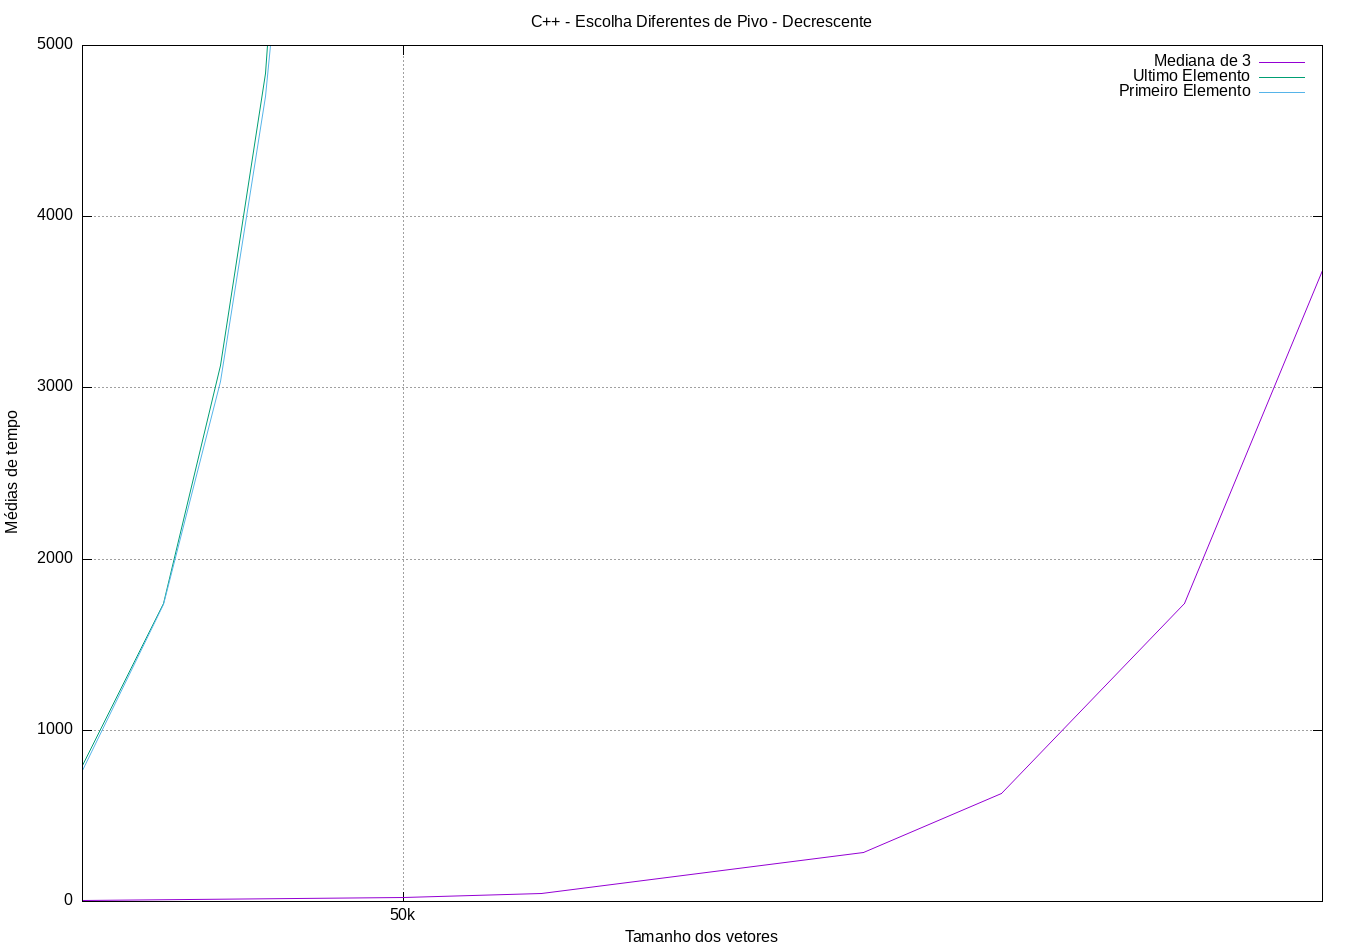 C++ - Escolha Diferentes de Pivo - Decrescente
5000
Mediana de 3
Ultimo Elemento
Primeiro Elemento
4000
3000
Médias de tempo
2000
1000
0
50k
Tamanho dos vetores